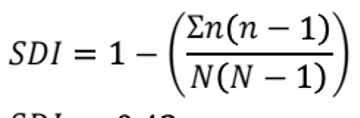 SDI = 1 − (Σn(n − 1) / N(N − 1))